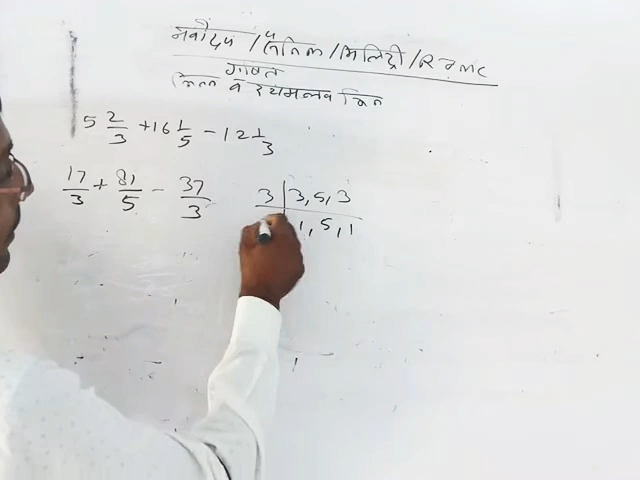 नवोदय / सैनिक / मिलिट्री / RIMC
गणित
भिन्न व दशमलव भिन्न
5 2/3 + 16 1/5 - 12 1/3
17/3 + 81/5 - 37/3
3 | 3, 5, 3
1, 5, 1